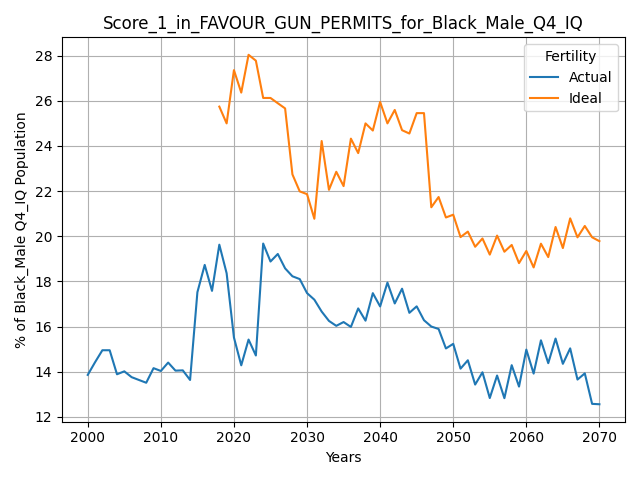 Score_1_in_FAVOUR_GUN_PERMITS_for_Black_Male_Q4_IQ
Fertility
Actual
Ideal
% of Black_Male Q4_IQ Population
28
26
24
22
20
18
16
14
12
2000 2010 2020 2030 2040 2050 2060 2070
Years